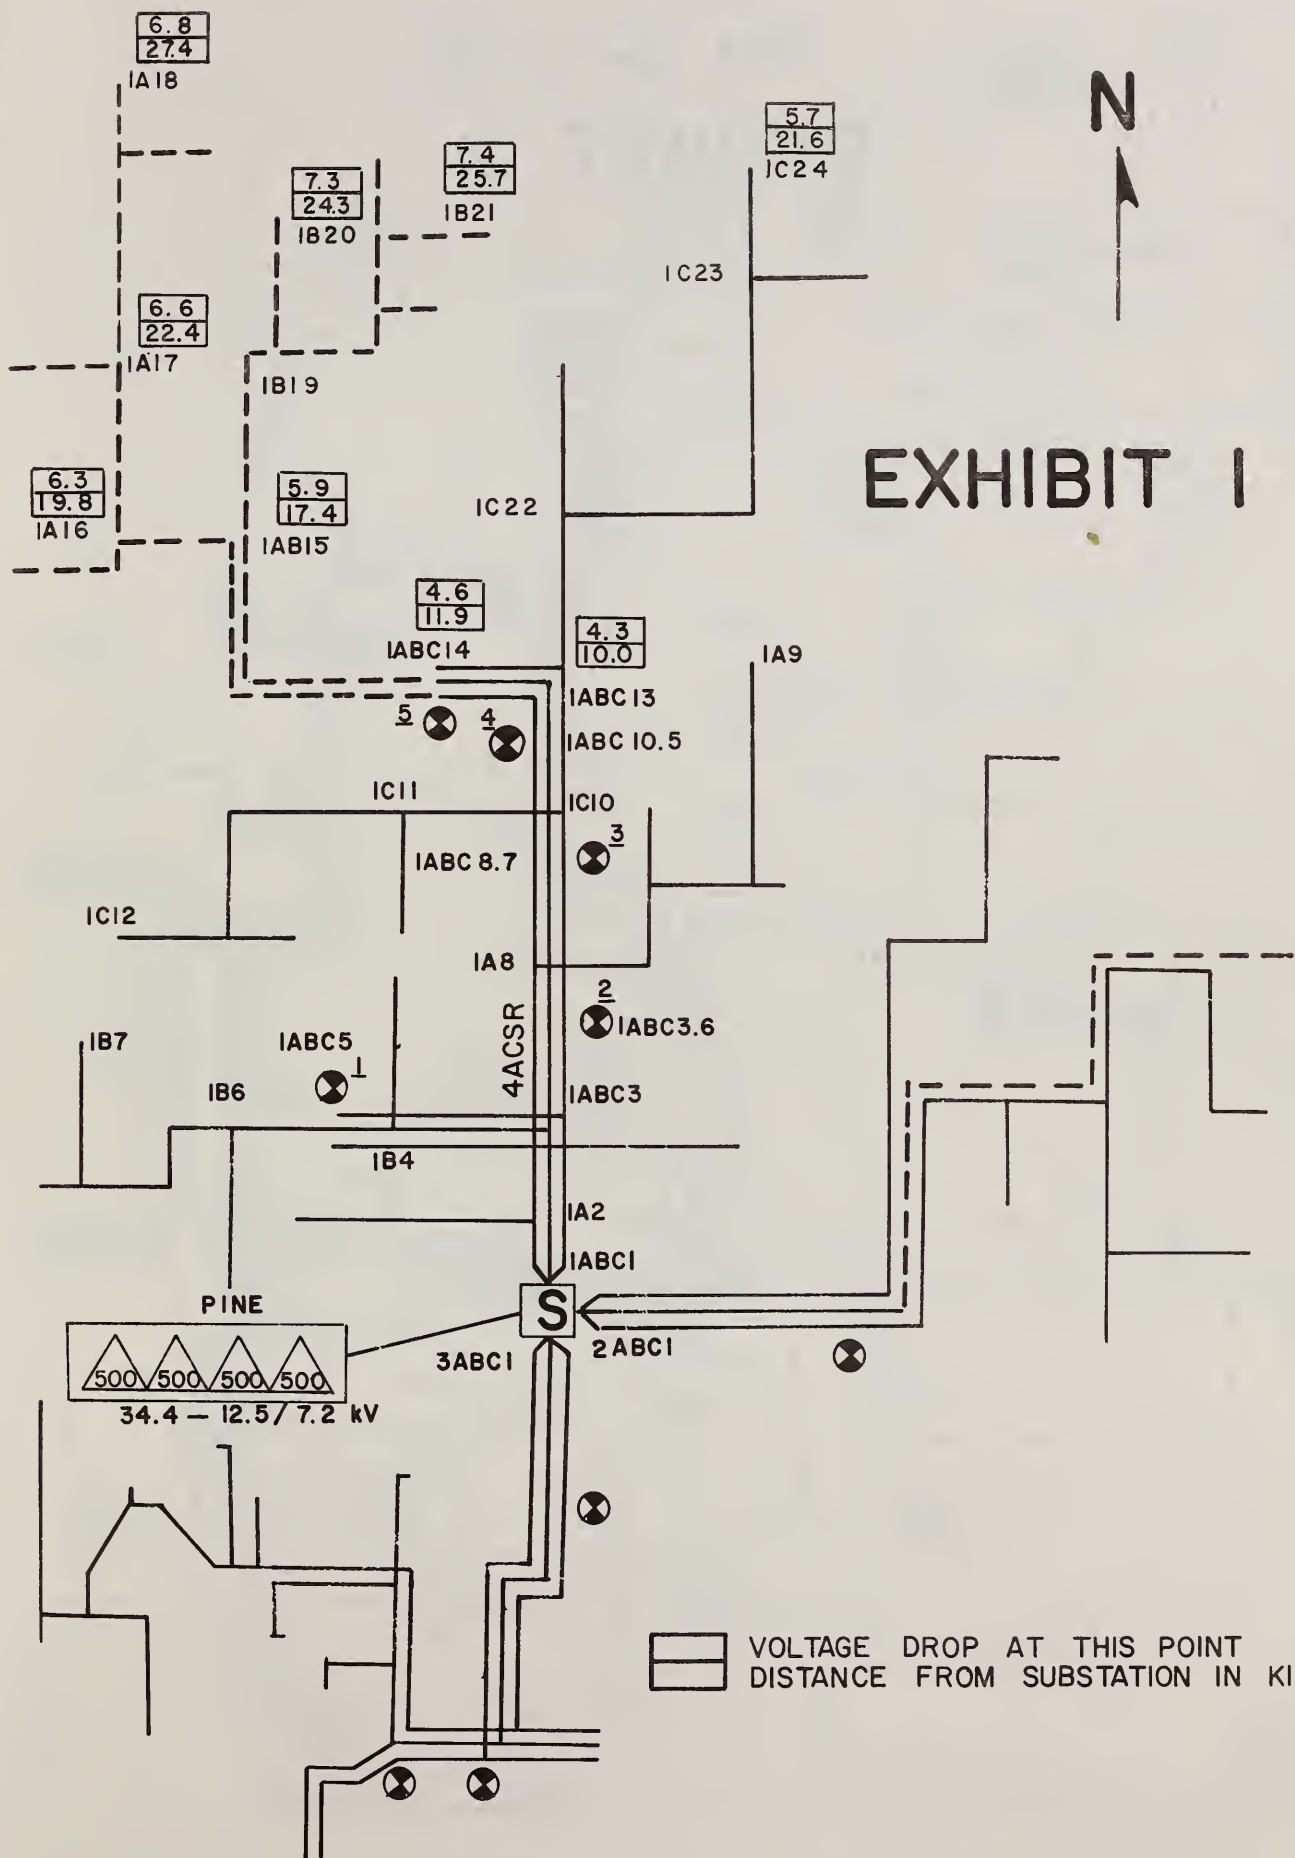 6.8
27.4
1A18
N
5.7
21.6
1C24
7.3
24.3
1B20
7.4
25.7
1B21
1C23
6.6
22.4
1A17
1B19
EXHIBIT 1
6.3
19.8
1A16
5.9
17.4
1AB15
1C22
4.6
11.9
1ABC14
4.3
10.0
1A9
1ABC13
5
4
1ABC10.5
1C11
1C10
3
1ABC8.7
1C12
1A8
2
1ABC3.6
4ACSR
1B7
1ABC5
1
1B6
1ABC3
1B4
1A2
1ABC1
PINE
S
500 500 500 500
3ABC1
2ABC1
34.4 – 12.5/7.2 kV
VOLTAGE DROP AT THIS POINT
DISTANCE FROM SUBSTATION IN KI